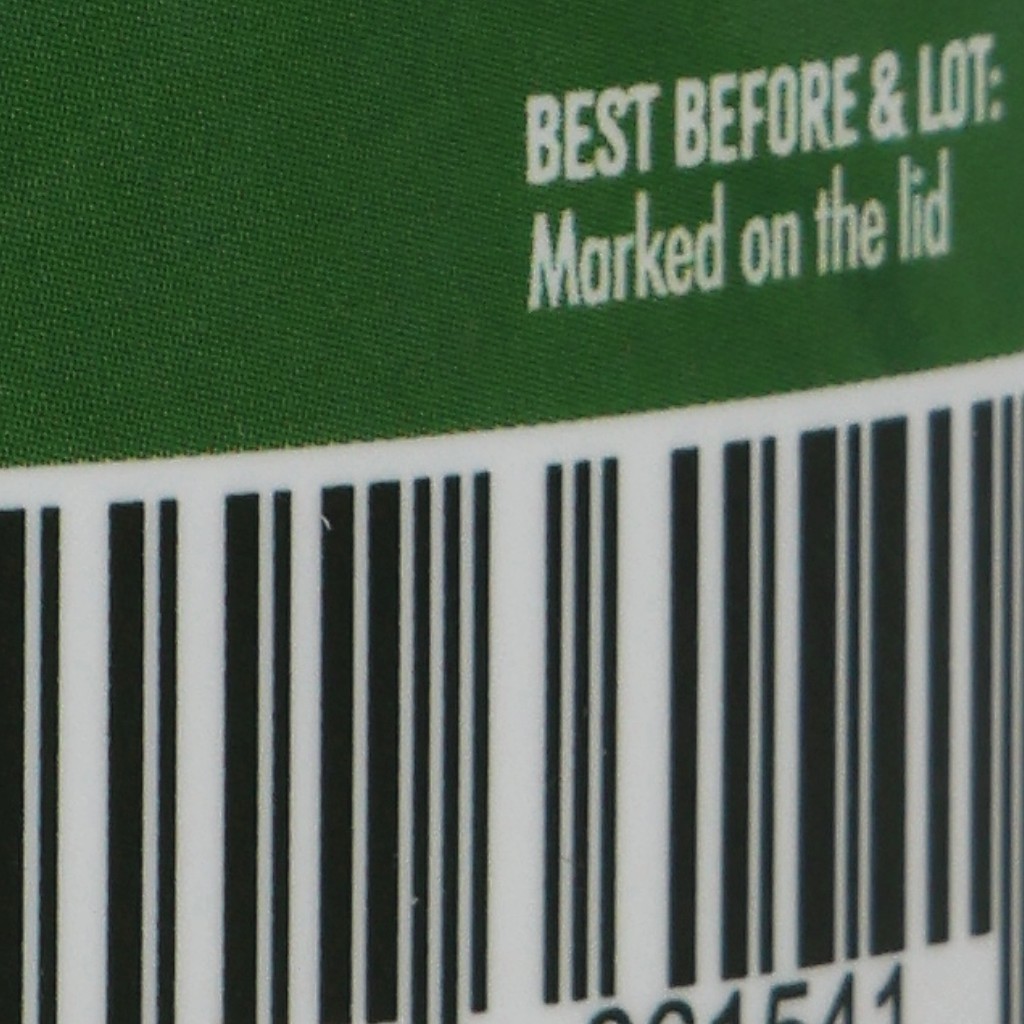 BEST BEFORE & LOT:
Marked on the lid